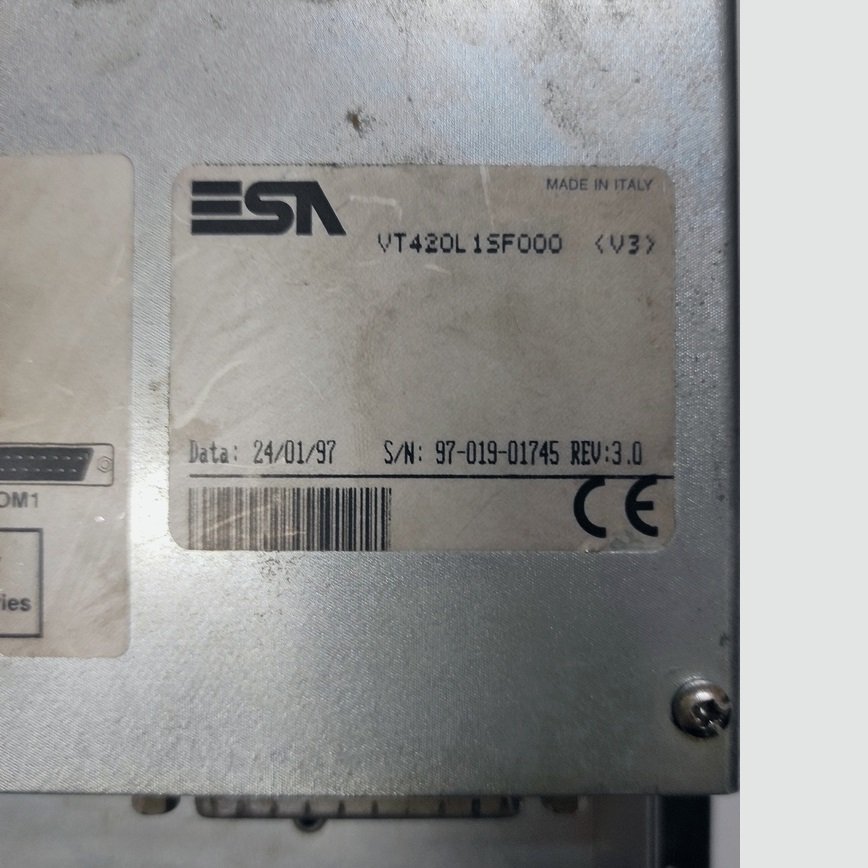 ESA
MADE IN ITALY
VT420L1SF000 <V3>
Data: 24/01/97 S/N: 97-019-01745 REV:3.0
CE
OM1
ies